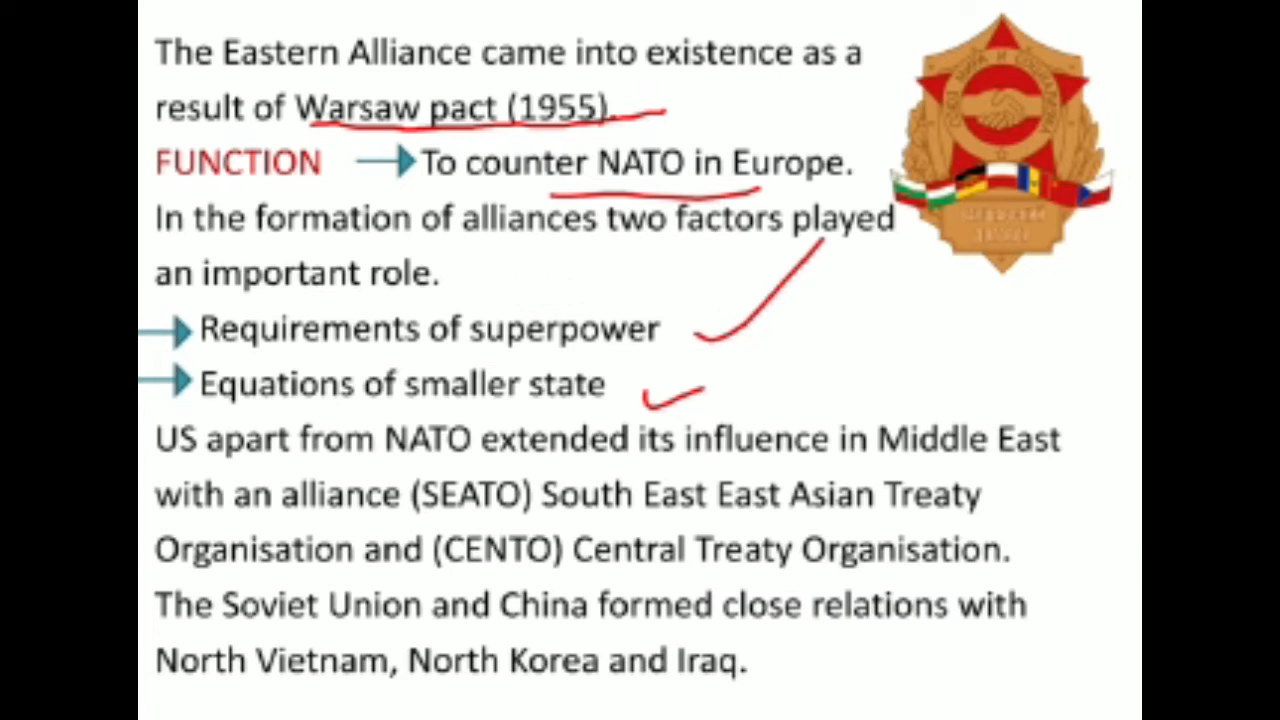 The Eastern Alliance came into existence as a
result of Warsaw pact (1955).
FUNCTION To counter NATO in Europe.
In the formation of alliances two factors played
an important role.
Requirements of superpower
Equations of smaller state
US apart from NATO extended its influence in Middle East
with an alliance (SEATO) South East East Asian Treaty
Organisation and (CENTO) Central Treaty Organisation.
The Soviet Union and China formed close relations with
North Vietnam, North Korea and Iraq.